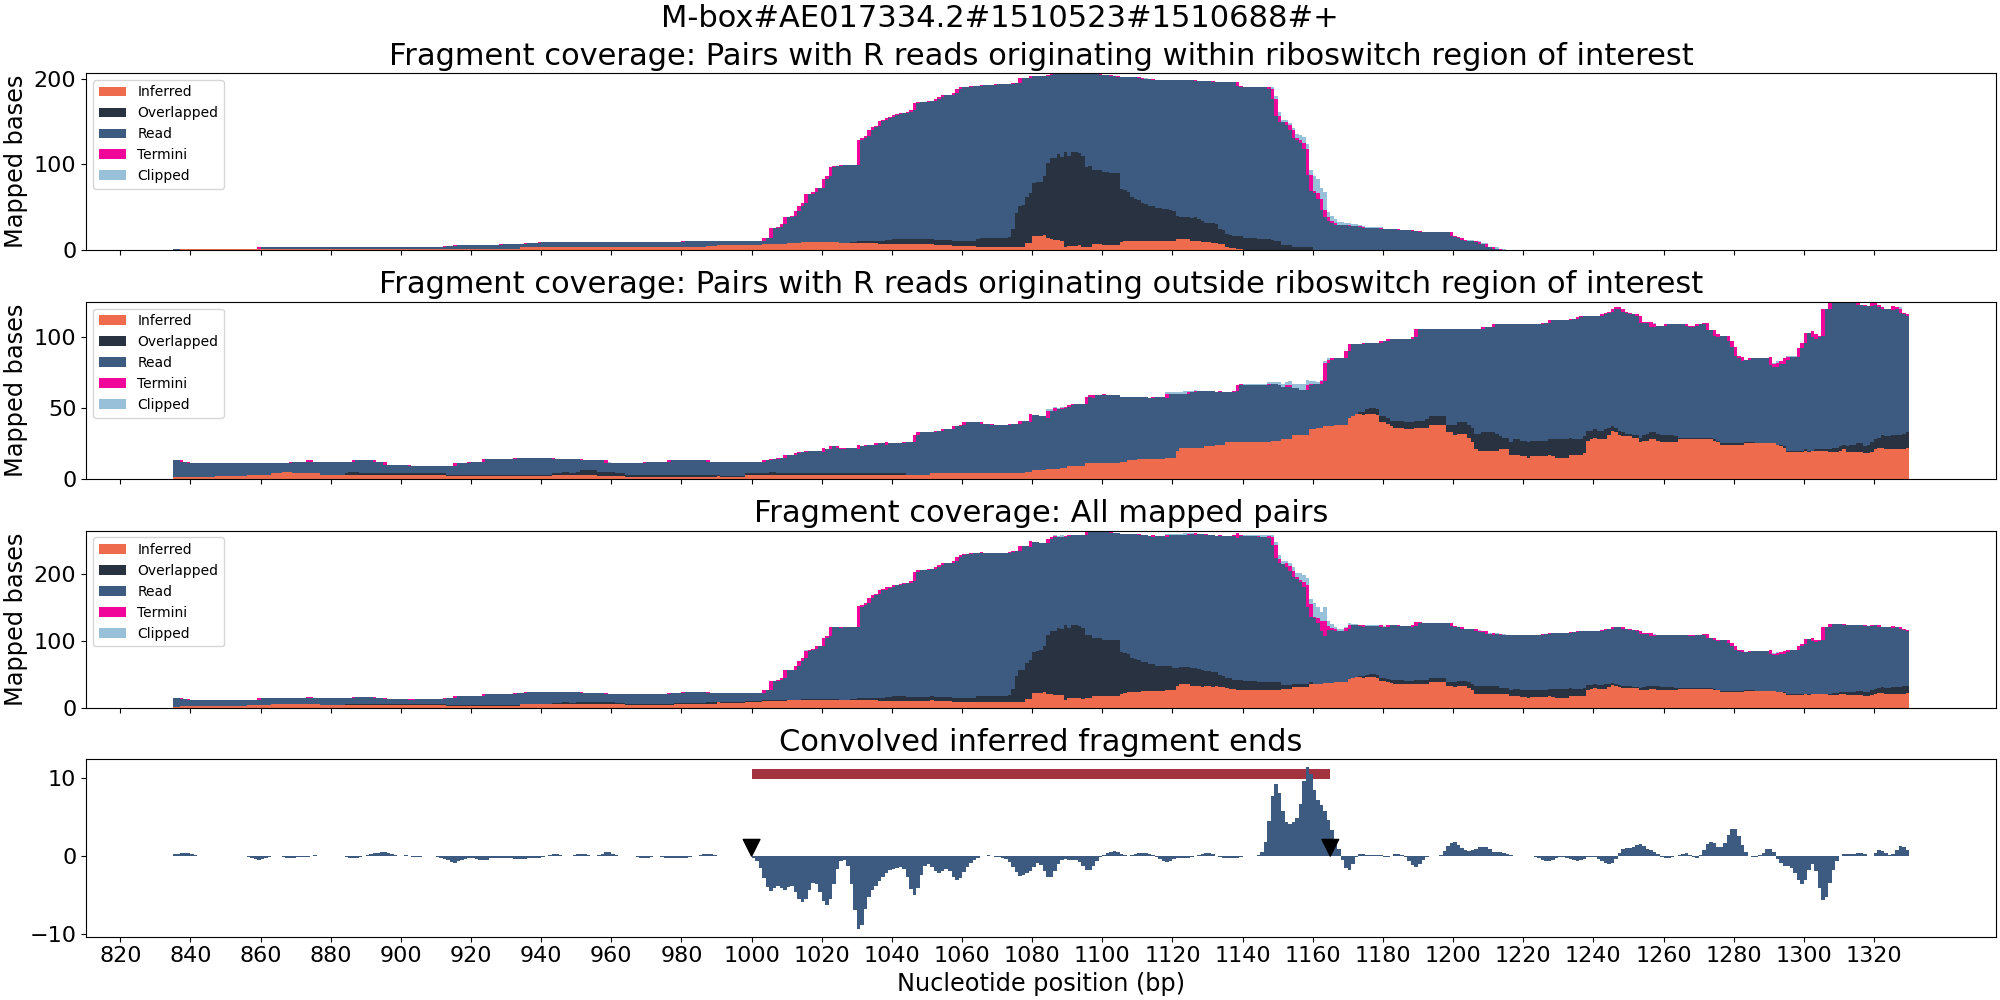 M-box#AE017334.2#1510523#1510688#+
Fragment coverage: Pairs with R reads originating within riboswitch region of interest
Mapped bases
200
100
0
Inferred
Overlapped
Read
Termini
Clipped
Fragment coverage: Pairs with R reads originating outside riboswitch region of interest
Mapped bases
100
50
0
Inferred
Overlapped
Read
Termini
Clipped
Fragment coverage: All mapped pairs
Mapped bases
200
100
0
Inferred
Overlapped
Read
Termini
Clipped
Convolved inferred fragment ends
10
0
−10
820 840 860 880 900 920 940 960 980 1000 1020 1040 1060 1080 1100 1120 1140 1160 1180 1200 1220 1240 1260 1280 1300 1320
Nucleotide position (bp)